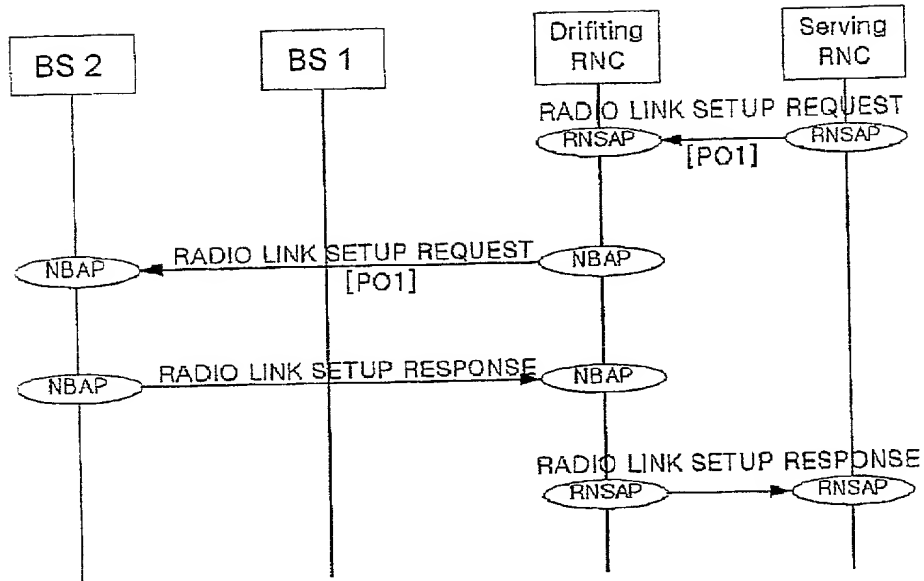 BS 2
BS 1
Drifiting
RNC
Serving
RNC
RADIO LINK SETUP REQUEST
RNSAP
RNSAP
[PO1]
RADIO LINK SETUP REQUEST
NBAP
NBAP
[PO1]
RADIO LINK SETUP RESPONSE
NBAP
NBAP
RADIO LINK SETUP RESPONSE
RNSAP
RNSAP